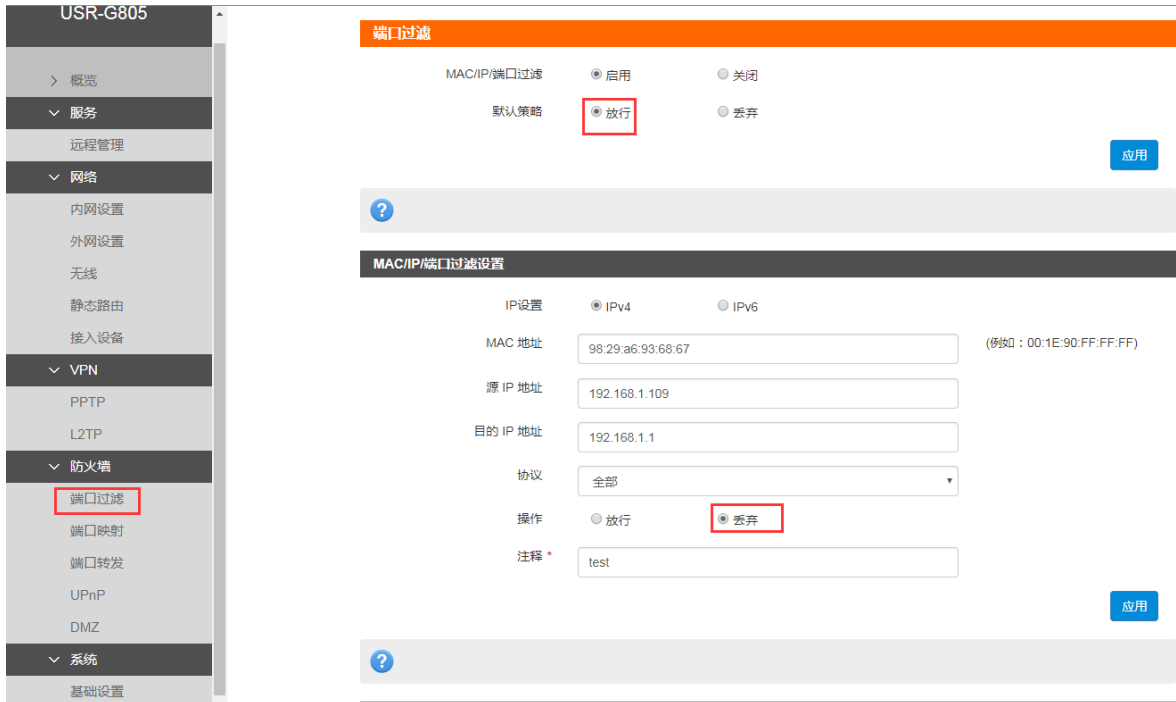 USR-G805
概览
服务
远程管理
网络
内网设置
外网设置
无线
静态路由
接入设备
VPN
PPTP
L2TP
防火墙
端口过滤
端口映射
端口转发
UPnP
DMZ
系统
基础设置
端口过滤
MAC/IP/端口过滤 启用 关闭
默认策略 放行 丢弃
应用
?
MAC/IP/端口过滤设置
IP设置 IPv4 IPv6
MAC 地址 98:29:a6:93:68:67 (例如：00:1E:90:FF:FF:FF)
源 IP 地址 192.168.1.109
目的 IP 地址 192.168.1.1
协议 全部
操作 放行 丢弃
注释 * test
应用
?